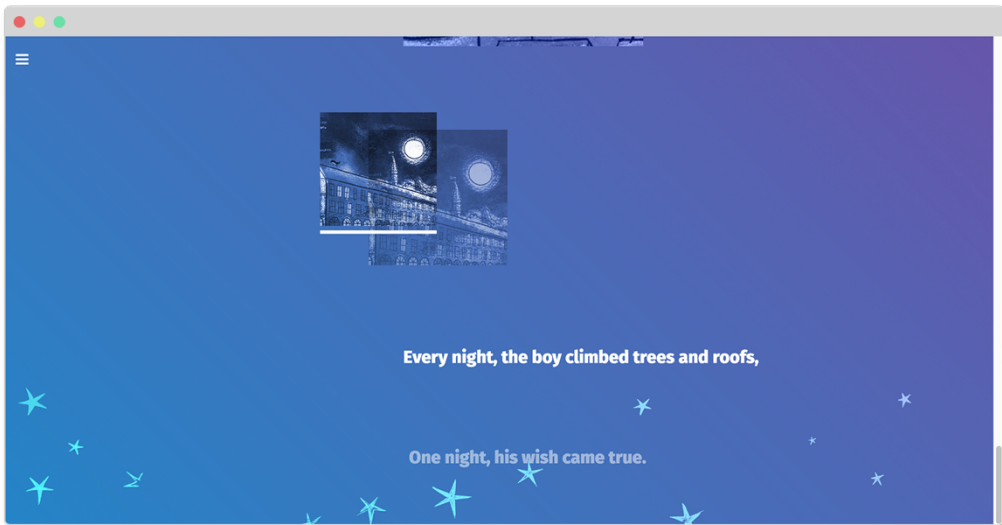 Every night, the boy climbed trees and roofs,
One night, his wish came true.